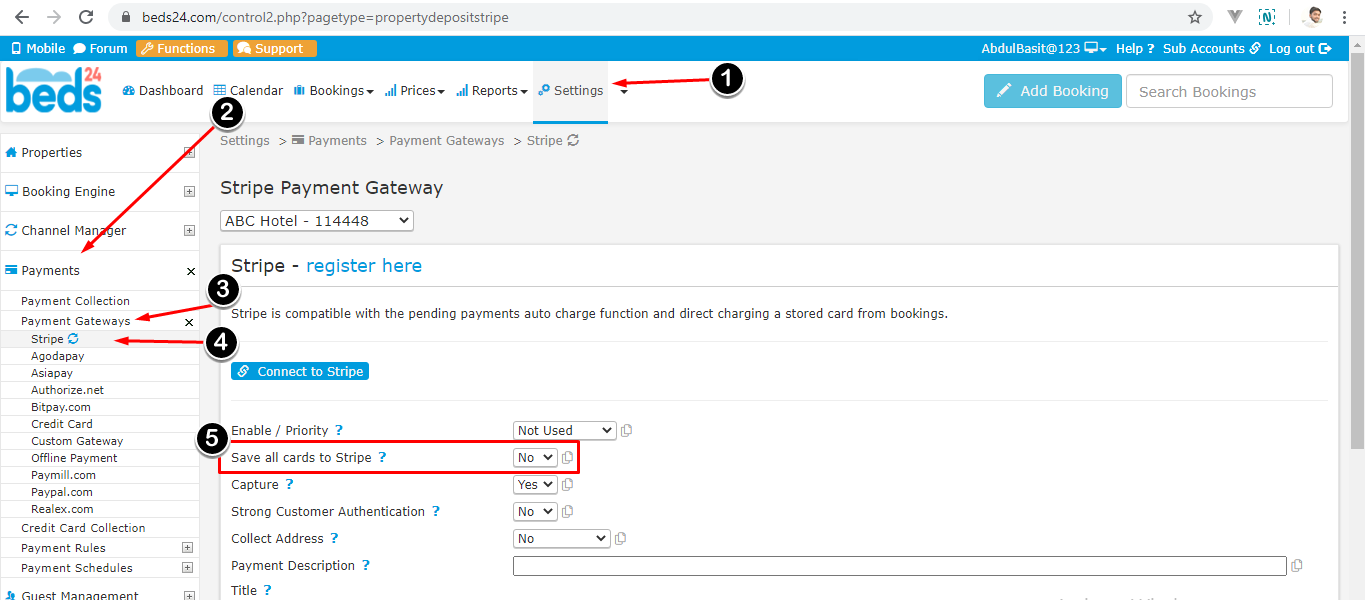 beds24.com/control2.php?pagetype=propertydepositstripe
Mobile Forum Functions Support AbdulBasit@123 Help ? Sub Accounts Log out
beds24 Dashboard Calendar Bookings Prices Reports Settings 1 Add Booking Search Bookings
2
Settings > Payments > Payment Gateways > Stripe
Properties
Stripe Payment Gateway
Booking Engine
ABC Hotel - 114448
Channel Manager
Stripe - register here
Payments
3
Payment Collection
Stripe is compatible with the pending payments auto charge function and direct charging a stored card from bookings.
Payment Gateways
Stripe
4
Agodapay
Asiapay
Connect to Stripe
Authorize.net
Bitpay.com
Credit Card
Enable / Priority ? Not Used
5
Custom Gateway
Offline Payment
Save all cards to Stripe ? No
Paymill.com
Capture ? Yes
Paypal.com
Realex.com
Strong Customer Authentication ? No
Credit Card Collection
Collect Address ? No
Payment Rules
Payment Schedules
Payment Description ?
Title ?
Guest Management